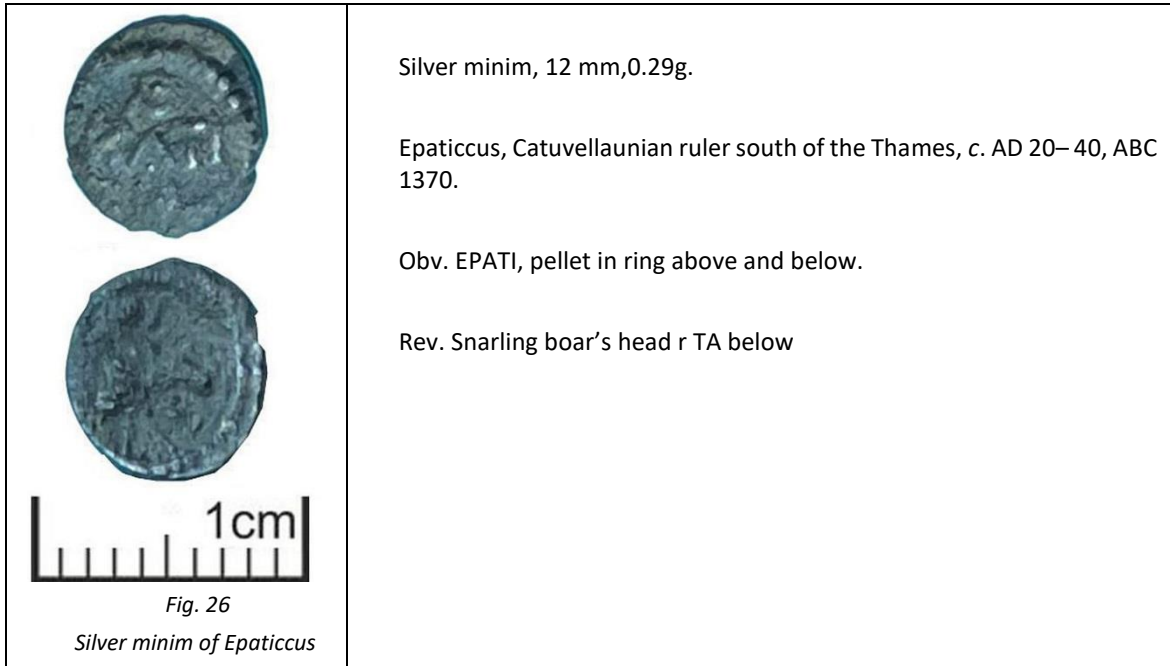 1cm
Fig. 26
Silver minim of Epaticcus
Silver minim, 12 mm,0.29g.
Epaticcus, Catuvellaunian ruler south of the Thames, c. AD 20– 40, ABC
1370.
Obv. EPATI, pellet in ring above and below.
Rev. Snarling boar’s head r TA below